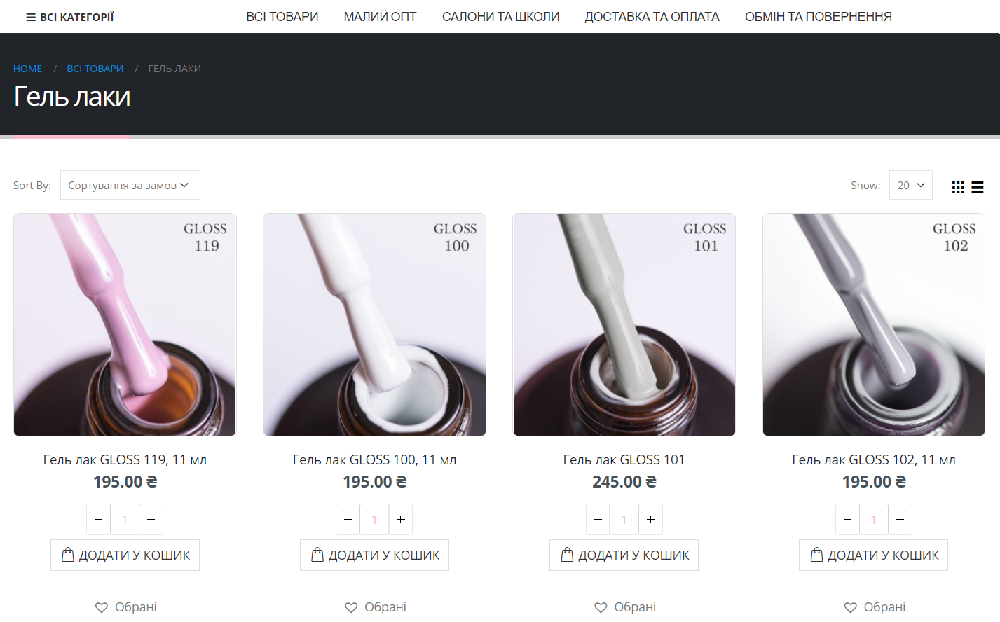 ВСІ КАТЕГОРІЇ
ВСІ ТОВАРИ
МАЛИЙ ОПТ
САЛОНИ ТА ШКОЛИ
ДОСТАВКА ТА ОПЛАТА
ОБМІН ТА ПОВЕРНЕННЯ
HOME / ВСІ ТОВАРИ / ГЕЛЬ ЛАКИ
Гель лаки
Sort By: Сортування за замов
Show: 20
GLOSS
119
GLOSS
100
GLOSS
101
GLOSS
102
Гель лак GLOSS 119, 11 мл
195.00 ₴
− 1 +
ДОДАТИ У КОШИК
Обрані
Гель лак GLOSS 100, 11 мл
195.00 ₴
− 1 +
ДОДАТИ У КОШИК
Обрані
Гель лак GLOSS 101
245.00 ₴
− 1 +
ДОДАТИ У КОШИК
Обрані
Гель лак GLOSS 102, 11 мл
195.00 ₴
− 1 +
ДОДАТИ У КОШИК
Обрані